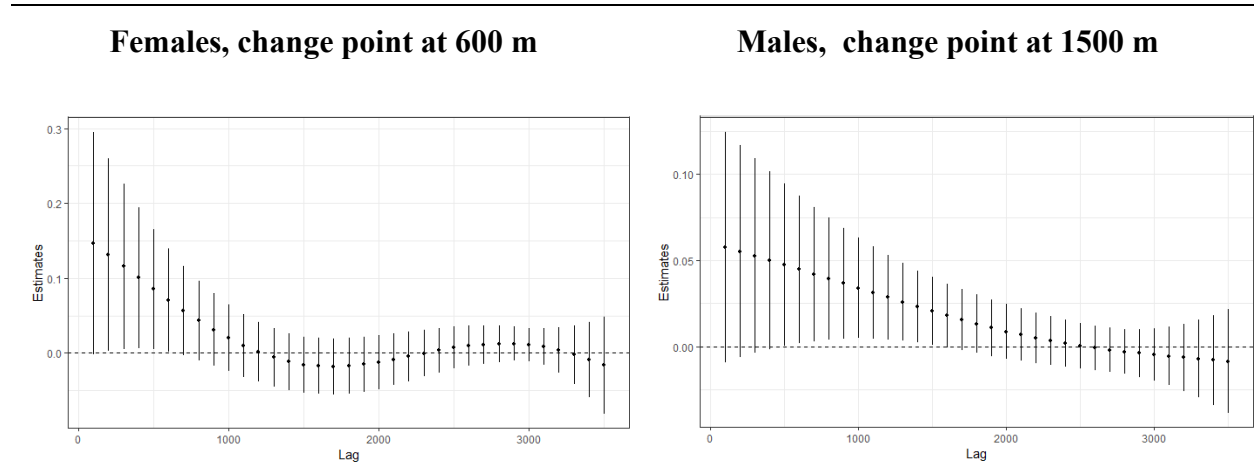 Females, change point at 600 m
Males, change point at 1500 m
0.3
0.2
0.1
0.0
Estimates
0
1000
2000
3000
Lag
0.10
0.05
0.00
Estimates
0
1000
2000
3000
Lag